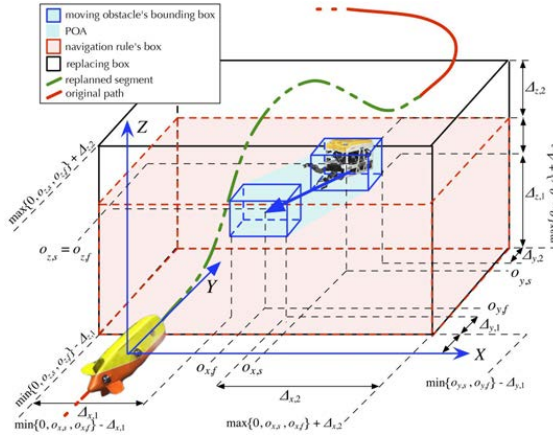 moving obstacle's bounding box
POA
navigation rule's box
replacing box
replanned segment
original path
Δz,2
Z
max{0, oz,s, oz,f} + Δz,2
Δz,1
oz,s = oz,f
Δy,2
oy,s
Y
oy,f
Δy,1
X
min{0, oz,s, oz,f} - Δz,1
ox,f
ox,s
min{oy,s, oy,f} - Δy,1
Δx,1
Δx,2
min{0, ox,s, ox,f} - Δx,1
max{0, ox,s, ox,f} + Δx,2